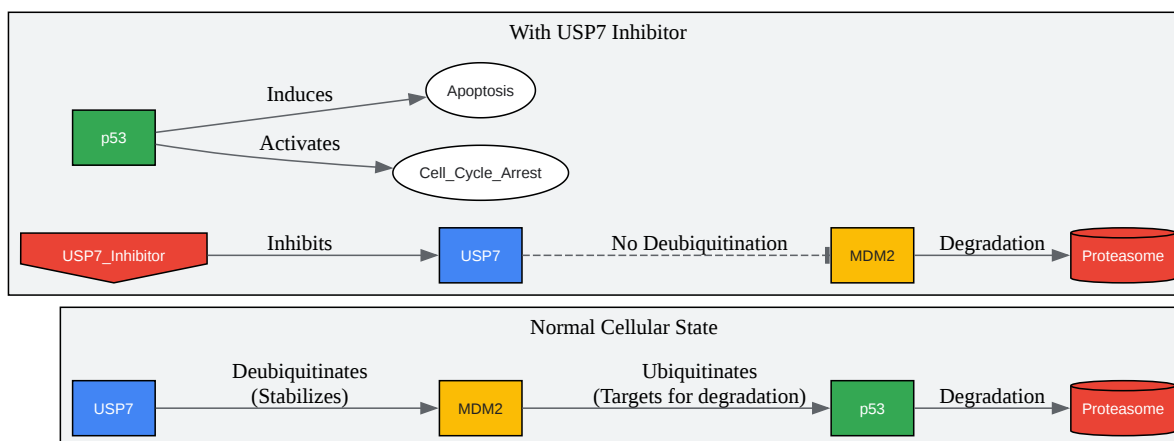 With USP7 Inhibitor
Induces
Apoptosis
p53
Activates
Cell_Cycle_Arrest
USP7_Inhibitor
Inhibits
USP7
No Deubiquitination
MDM2
Degradation
Proteasome
Normal Cellular State
USP7
Deubiquitinates
(Stabilizes)
MDM2
Ubiquitinates
(Targets for degradation)
p53
Degradation
Proteasome